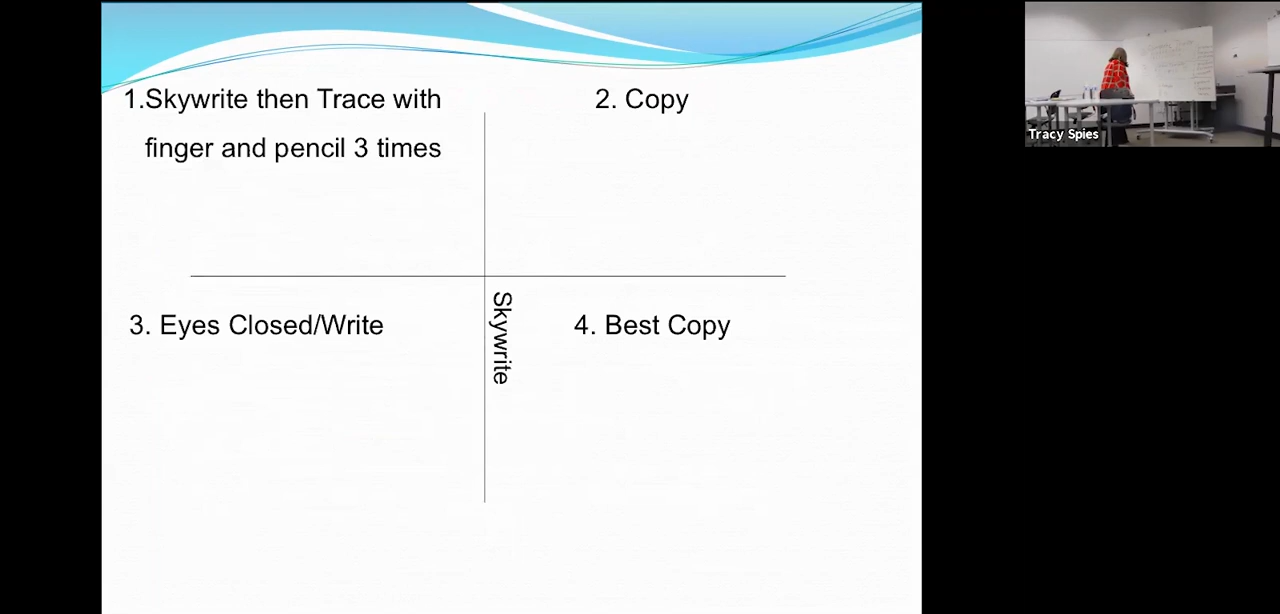 1.Skywrite then Trace with
finger and pencil 3 times
2. Copy
3. Eyes Closed/Write
Skywrite
4. Best Copy
Tracy Spies